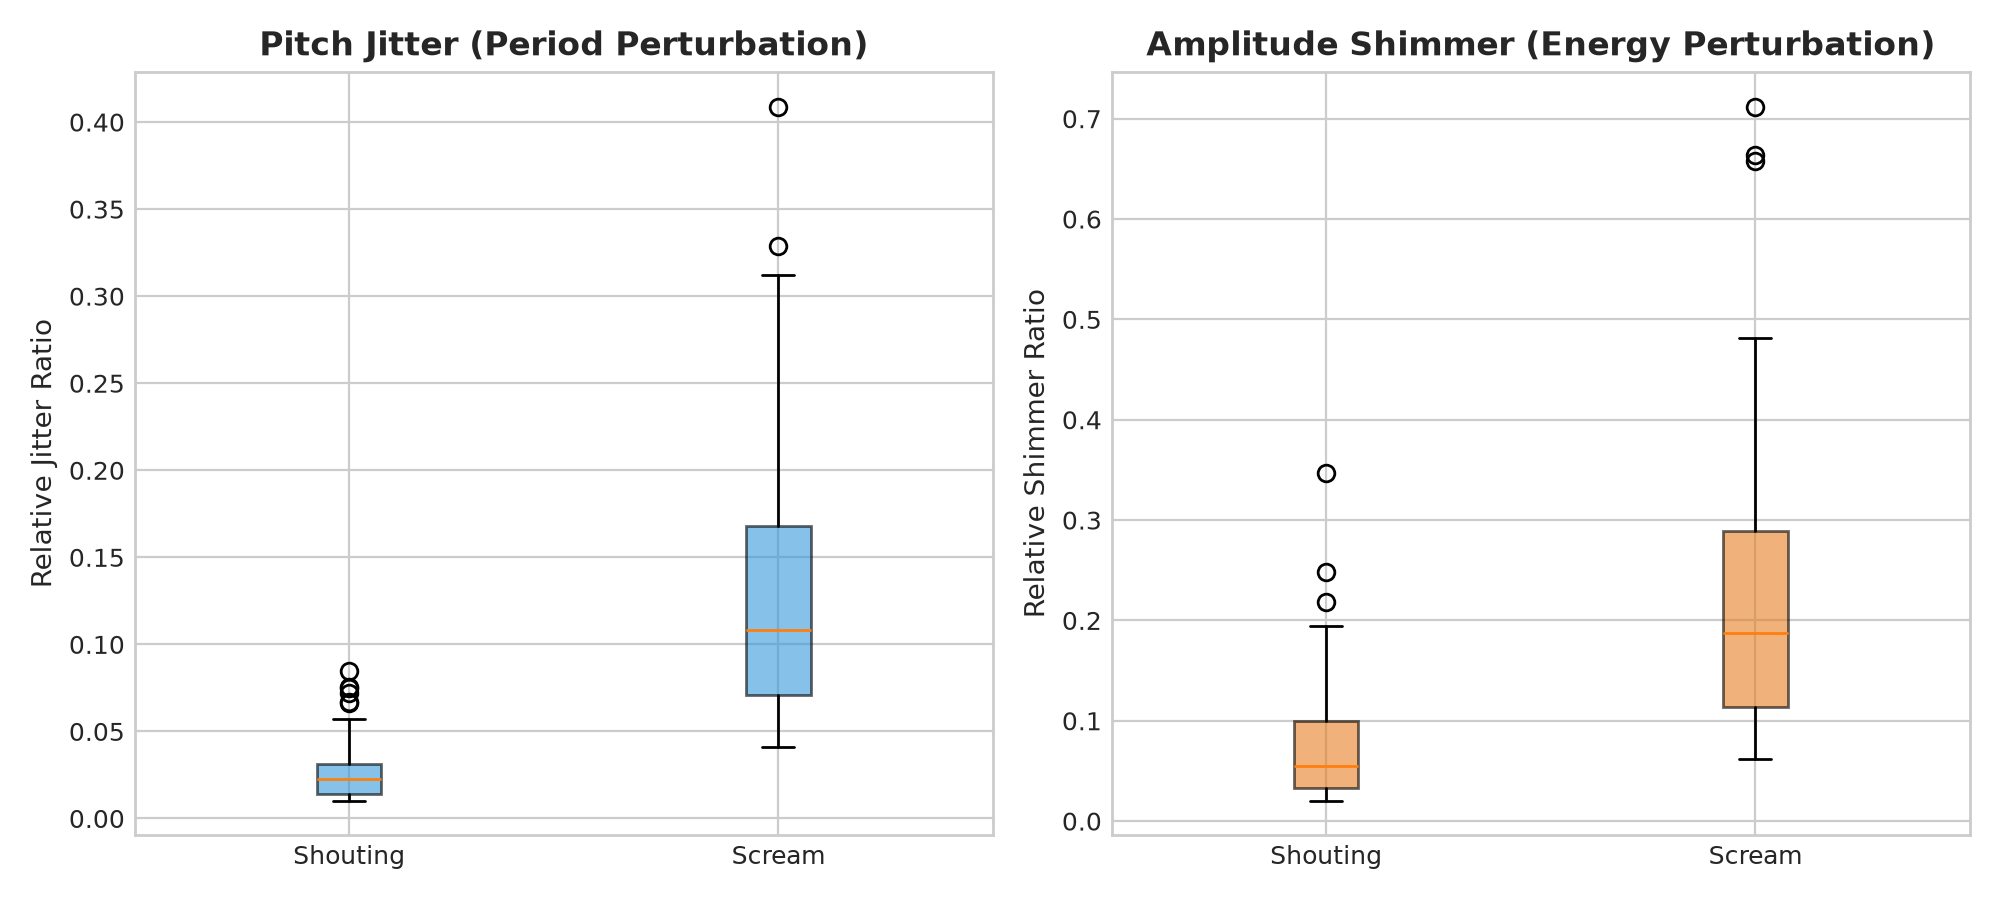 Pitch Jitter (Period Perturbation)
Relative Jitter Ratio
0.40
0.35
0.30
0.25
0.20
0.15
0.10
0.05
0.00
Shouting
Scream
Amplitude Shimmer (Energy Perturbation)
Relative Shimmer Ratio
0.7
0.6
0.5
0.4
0.3
0.2
0.1
0.0
Shouting
Scream